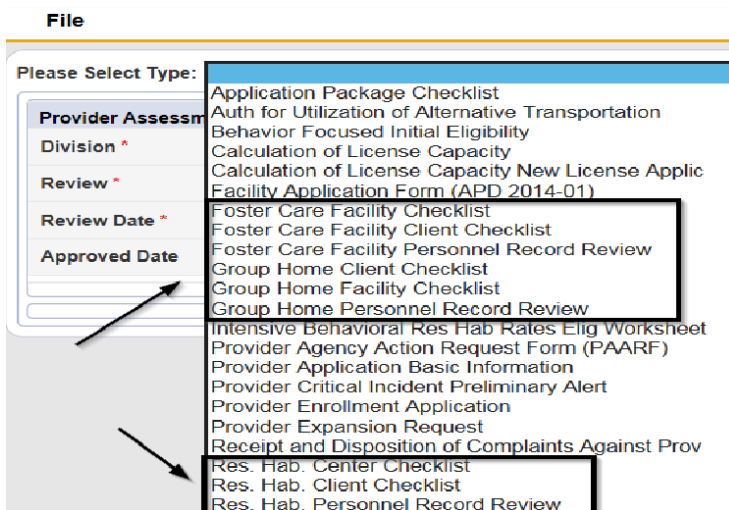 File
Please Select Type:
Provider Assessm
Division *
Review *
Review Date *
Approved Date
Application Package Checklist
Auth for Utilization of Alternative Transportation
Behavior Focused Initial Eligibility
Calculation of License Capacity
Calculation of License Capacity New License Applic
Facility Application Form (APD 2014-01)
Foster Care Facility Checklist
Foster Care Facility Client Checklist
Foster Care Facility Personnel Record Review
Group Home Client Checklist
Group Home Facility Checklist
Group Home Personnel Record Review
Intensive Behavioral Res Hab Rates Elig Worksheet
Provider Agency Action Request Form (PAARF)
Provider Application Basic Information
Provider Critical Incident Preliminary Alert
Provider Enrollment Application
Provider Expansion Request
Receipt and Disposition of Complaints Against Prov
Res. Hab. Center Checklist
Res. Hab. Client Checklist
Res. Hab. Personnel Record Review